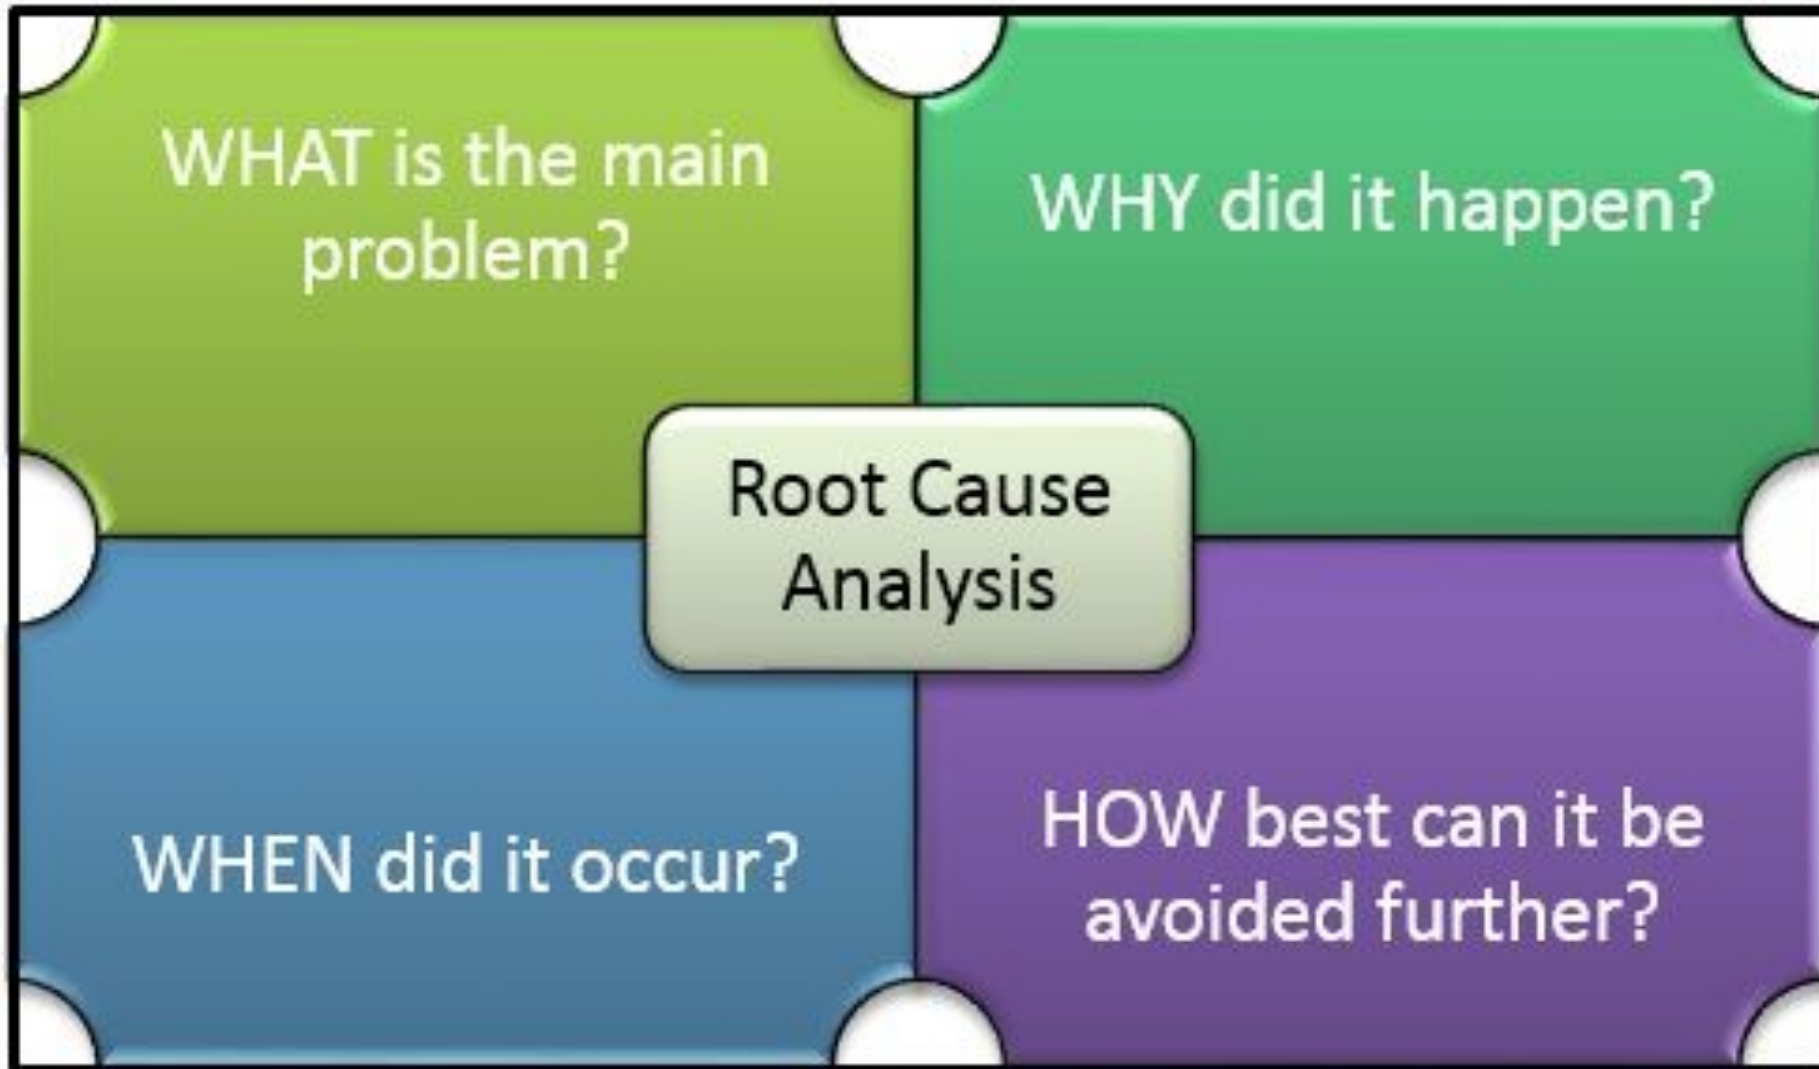 WHAT is the main
problem?
WHY did it happen?
Root Cause
Analysis
WHEN did it occur?
HOW best can it be
avoided further?